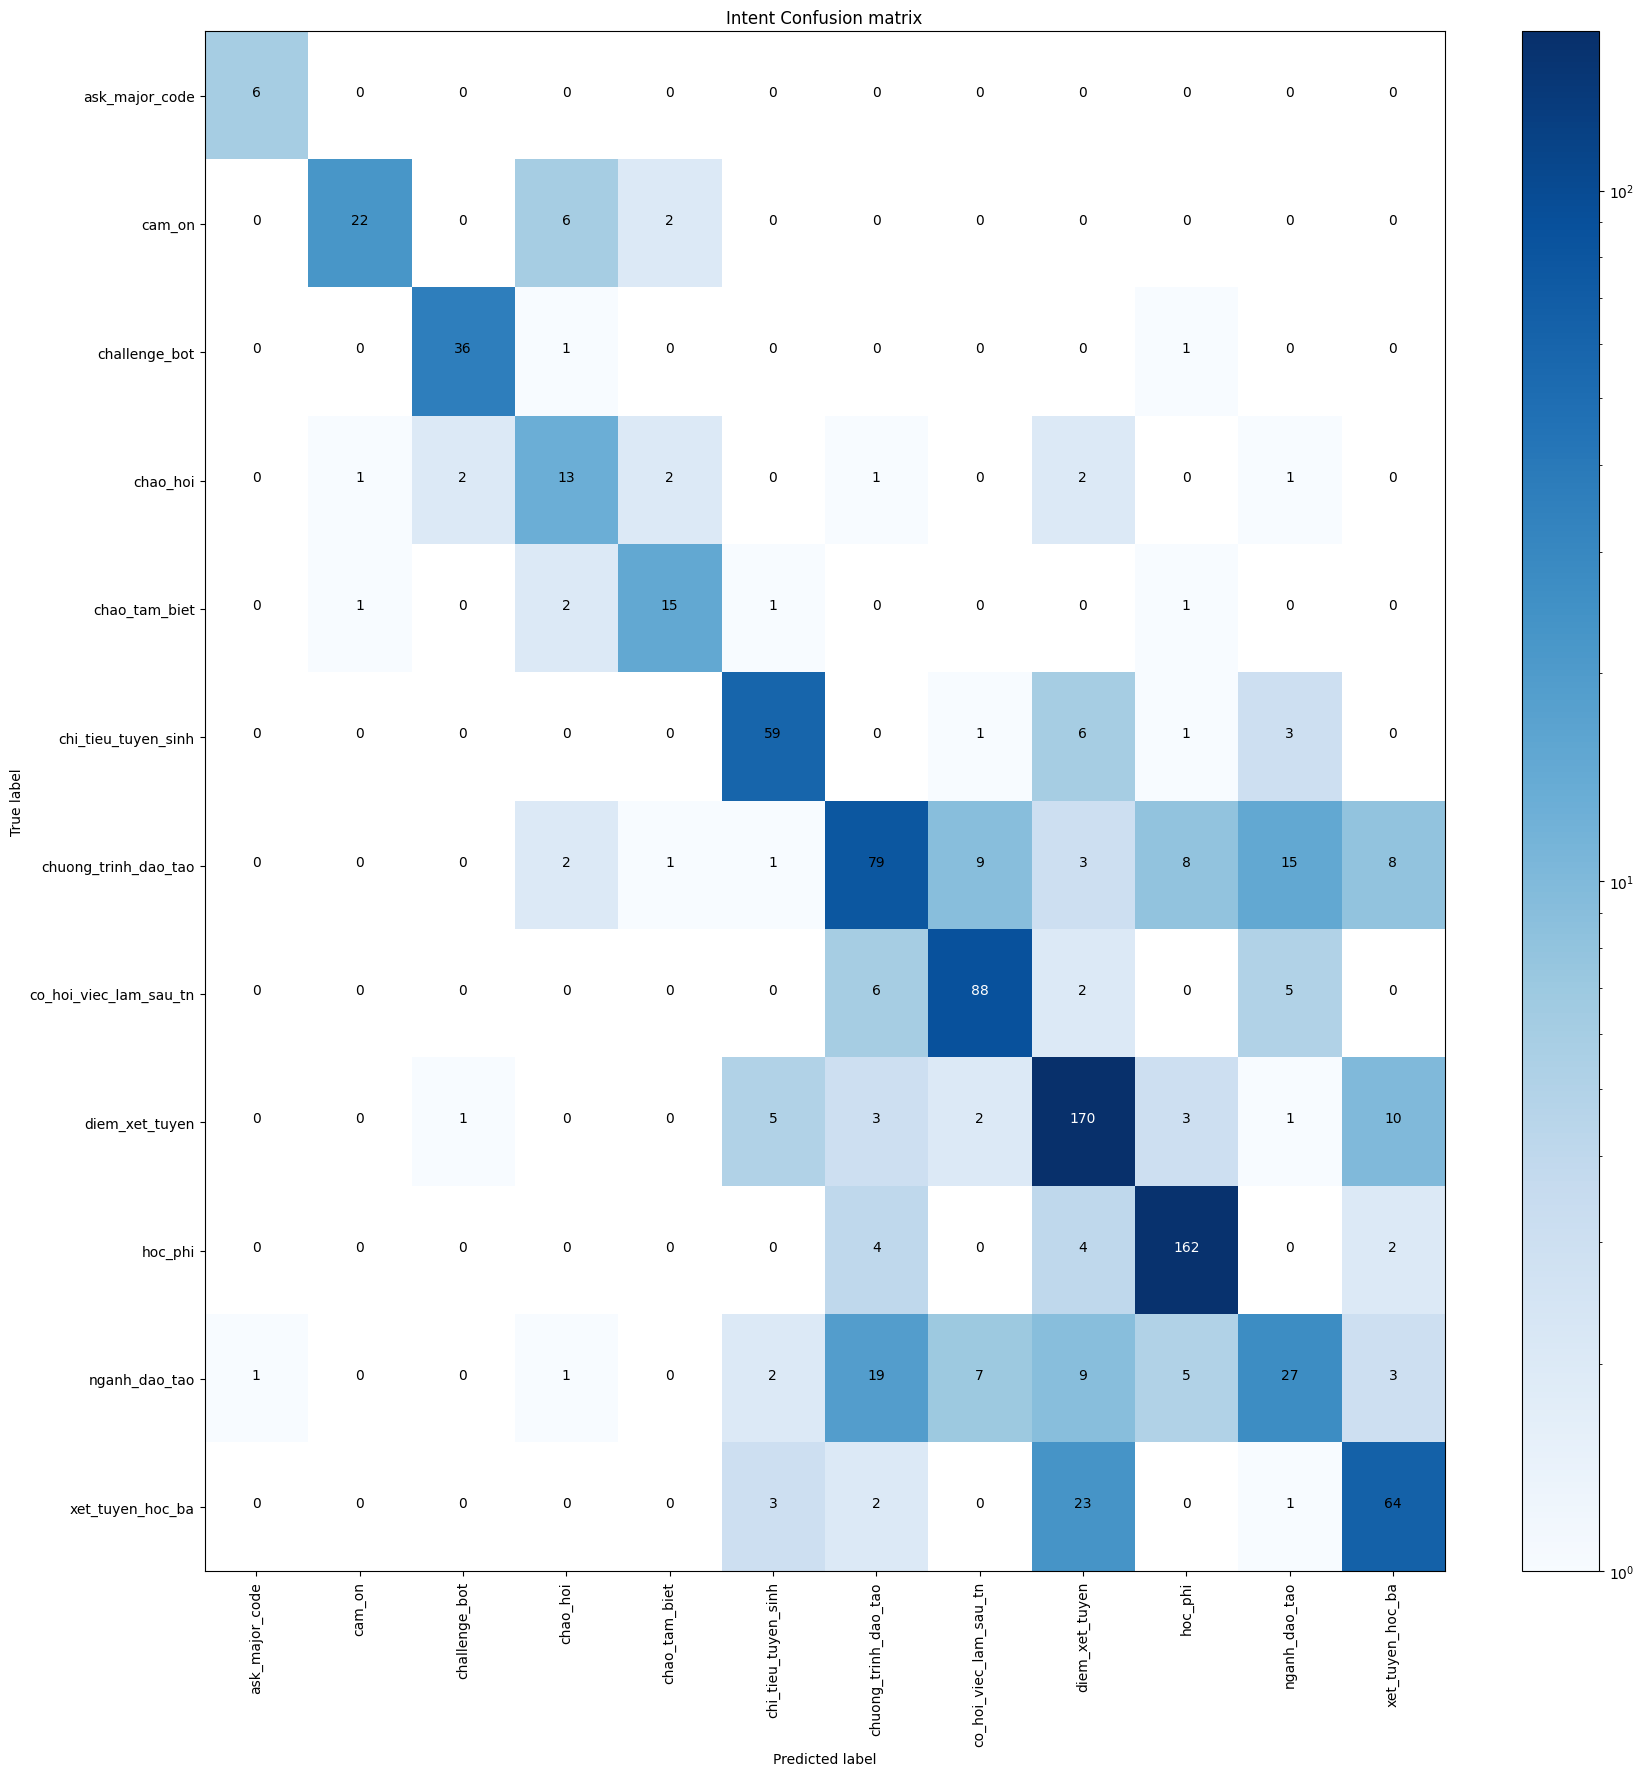 Intent Confusion matrix
ask_major_code 6 0 0 0 0 0 0 0 0 0 0 0
cam_on 0 22 0 6 2 0 0 0 0 0 0 0
challenge_bot 0 0 36 1 0 0 0 0 0 1 0 0
chao_hoi 0 1 2 13 2 0 1 0 2 0 1 0
chao_tam_biet 0 1 0 2 15 1 0 0 0 1 0 0
chi_tieu_tuyen_sinh 0 0 0 0 0 59 0 1 6 1 3 0
chuong_trinh_dao_tao 0 0 0 2 1 1 79 9 3 8 15 8
co_hoi_viec_lam_sau_tn 0 0 0 0 0 0 6 88 2 0 5 0
diem_xet_tuyen 0 0 1 0 0 5 3 2 170 3 1 10
hoc_phi 0 0 0 0 0 0 4 0 4 162 0 2
nganh_dao_tao 1 0 0 1 0 2 19 7 9 5 27 3
xet_tuyen_hoc_ba 0 0 0 0 0 3 2 0 23 0 1 64
True label
ask_major_code
cam_on
challenge_bot
chao_hoi
chao_tam_biet
chi_tieu_tuyen_sinh
chuong_trinh_dao_tao
co_hoi_viec_lam_sau_tn
diem_xet_tuyen
hoc_phi
nganh_dao_tao
xet_tuyen_hoc_ba
Predicted label
10²
10¹
10⁰